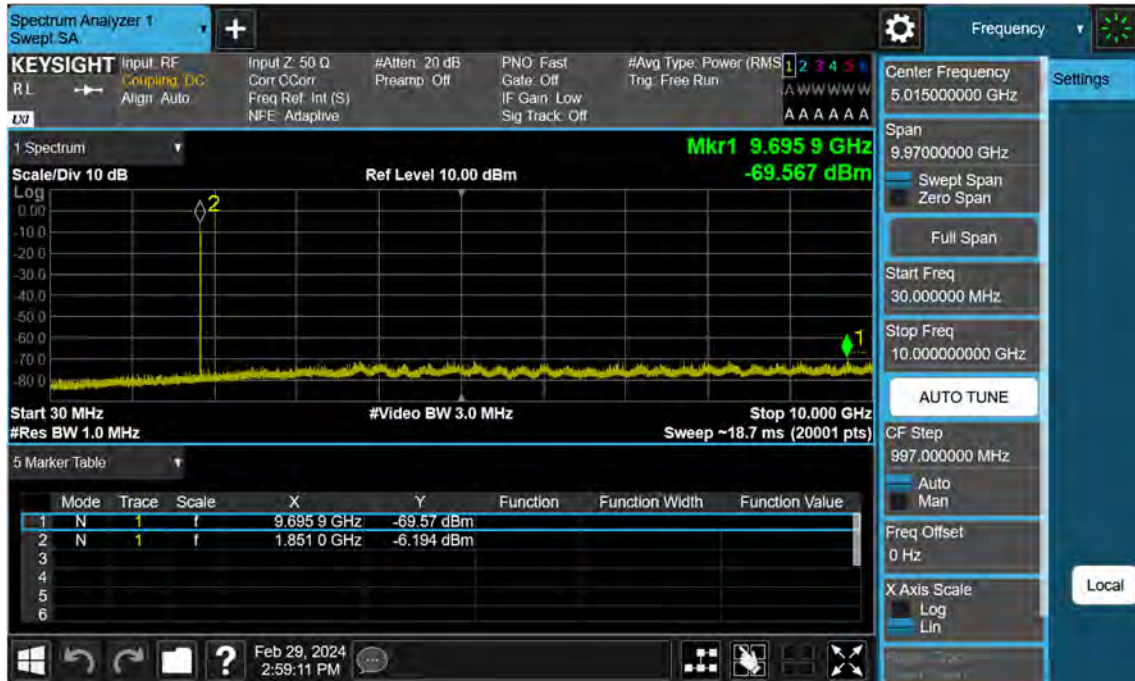 Spectrum Analyzer 1
Swept SA
+
Frequency
KEYSIGHT
RL
LXI
Input: RF
Coupling: DC
Align: Auto
Input Z: 50 Ω
Corr CCorr
Freq Ref: Int (S)
NFE: Adaptive
#Atten: 20 dB
Preamp: Off
PNO: Fast
Gate: Off
IF Gain: Low
Sig Track: Off
#Avg Type: Power (RMS
Trig: Free Run
1 2 3 4 5 6
A W W W W W
A A A A A A
1 Spectrum
Scale/Div 10 dB
Ref Level 10.00 dBm
Mkr1 9.695 9 GHz
-69.567 dBm
Log
0.00
-10.0
-20.0
-30.0
-40.0
-50.0
-60.0
-70.0
-80.0
2
1
Start 30 MHz
#Video BW 3.0 MHz
Stop 10.000 GHz
#Res BW 1.0 MHz
Sweep ~18.7 ms (20001 pts)
5 Marker Table
Mode Trace Scale X Y Function Function Width Function Value
1 N 1 f 9.695 9 GHz -69.57 dBm
2 N 1 f 1.851 0 GHz -6.194 dBm
3
4
5
6
?
Feb 29, 2024
2:59:11 PM
Center Frequency
5.015000000 GHz
Span
9.97000000 GHz
Swept Span
Zero Span
Full Span
Start Freq
30.000000 MHz
Stop Freq
10.000000000 GHz
AUTO TUNE
CF Step
997.000000 MHz
Auto
Man
Freq Offset
0 Hz
X Axis Scale
Log
Lin
Settings
Local